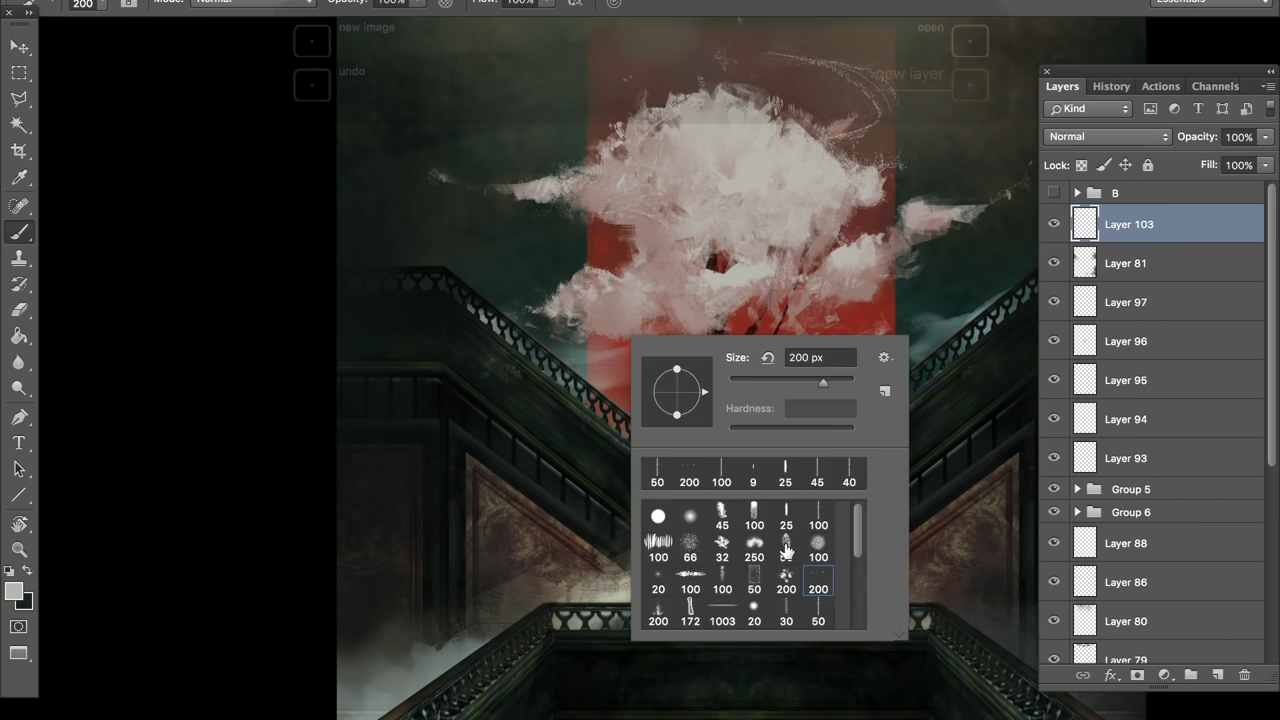 200
Mode: Normal Opacity: 100% Flow: 100%
Essentials
new image
open
undo
new layer
Layers History Actions Channels
Kind
Normal Opacity: 100%
Lock: Fill: 100%
B
Layer 103
Layer 81
Layer 97
Layer 96
Layer 95
Layer 94
Layer 93
Group 5
Group 6
Layer 88
Layer 86
Layer 80
Layer 79
Size: 200 px
Hardness:
50 200 100 9 25 45 40
45 100 25 100
100 66 32 250 100
20 100 100 50 200 200
200 172 1003 20 30 50